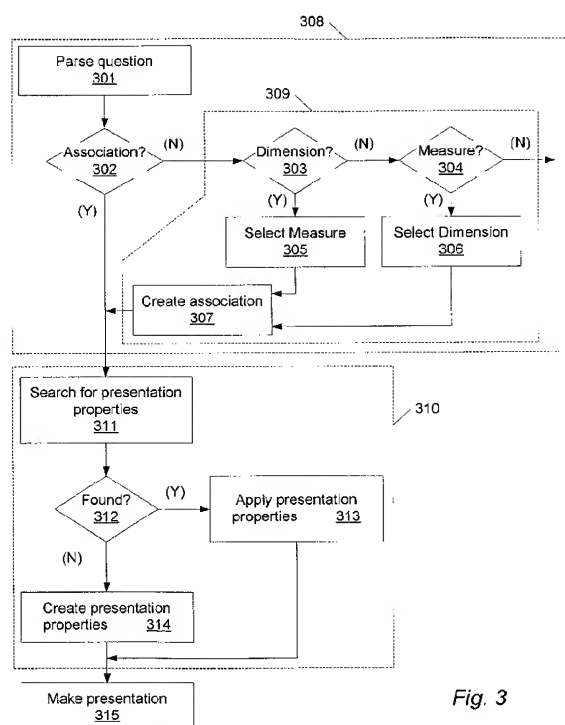 308
Parse question
301
309
Association?
302
(N)
Dimension?
303
(N)
Measure?
304
(N)
(Y)
(Y)
(Y)
Select Measure
305
Select Dimension
306
Create association
307
Search for presentation
properties
311
310
Found?
312
(Y)
Apply presentation
properties 313
(N)
Create presentation
properties 314
Make presentation
315
Fig. 3